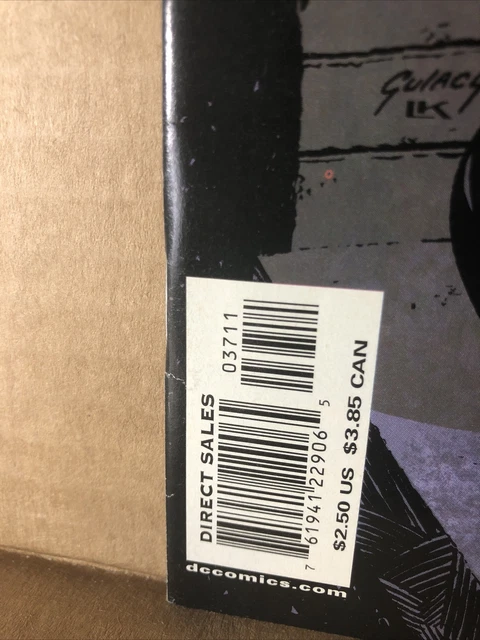 GULACY
LK
03711
DIRECT SALES
7 61941 22906 5
$2.50 US $3.85 CAN
dccomics.com